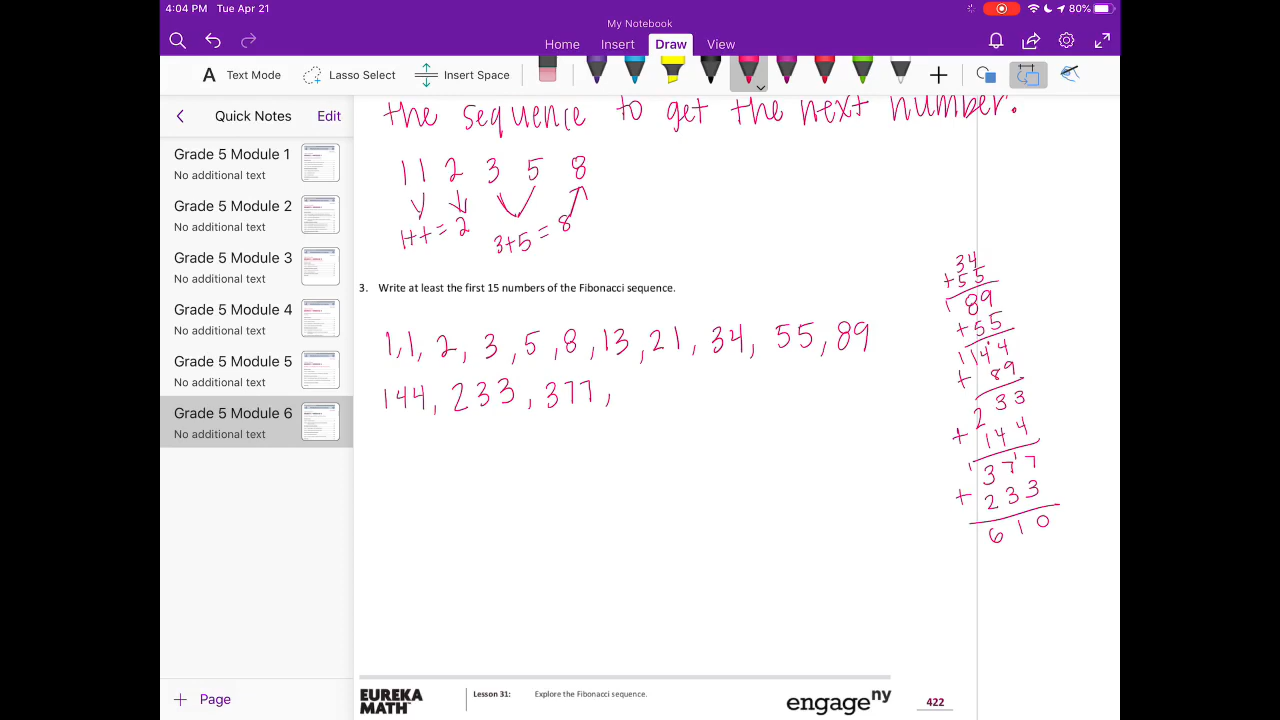 4:04 PM Tue Apr 21
80%
My Notebook
Home Insert Draw View
A Text Mode Lasso Select Insert Space
Quick Notes Edit
Grade 5 Module 1
No additional text
Grade 5 Module 2
No additional text
Grade 5 Module 3
No additional text
Grade 5 Module 4
No additional text
Grade 5 Module 5
No additional text
Grade 5 Module 6
No additional text
+ Page
the sequence to get the next number.
1 1 2 3 5 8
1+1=2 3+5=8
3. Write at least the first 15 numbers of the Fibonacci sequence.
1,1, 2, 3, 5, 8, 13, 21, 34, 55, 89
144, 233, 377,
34
+55
89
+55
144
+ 89
233
+ 144
377
+ 233
610
EUREKA MATH™
Lesson 31: Explore the Fibonacci sequence.
engage ny
422